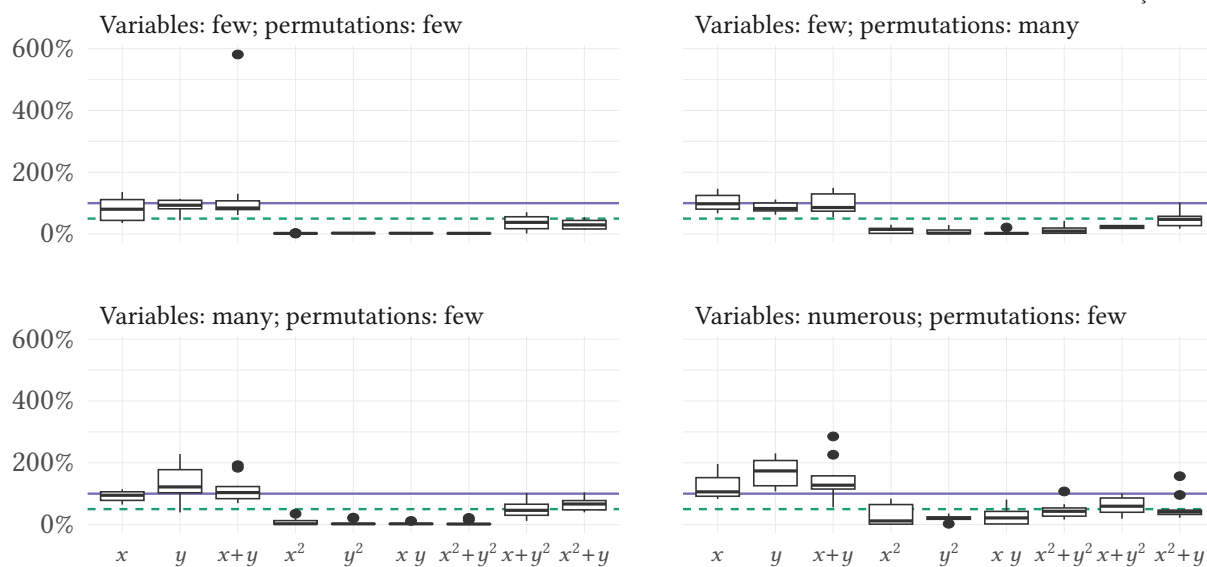 Variables: few; permutations: few
Variables: few; permutations: many
600%
400%
200%
0%
Variables: many; permutations: few
Variables: numerous; permutations: few
600%
400%
200%
0%
x y x+y x² y² x y x²+y² x+y² x²+y
x y x+y x² y² x y x²+y² x+y² x²+y